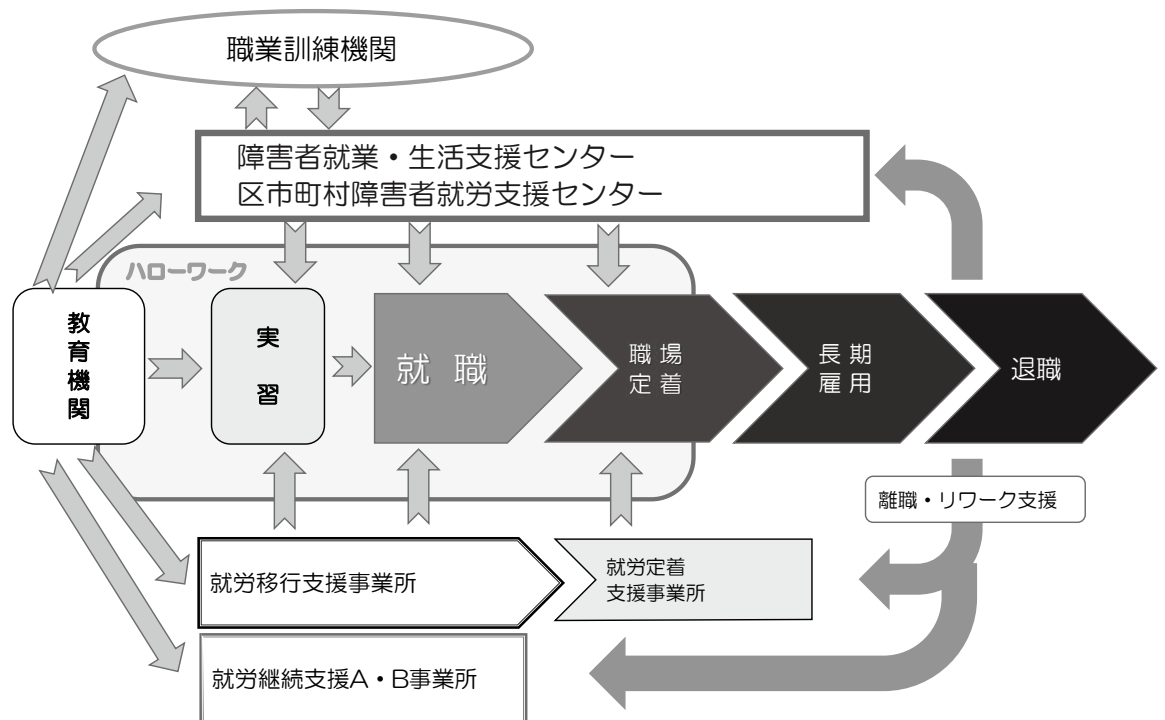 職業訓練機関
障害者就業・生活支援センター
区市町村障害者就労支援センター
ハローワーク
教育機関
実習
就職
職場
定着
長期
雇用
退職
離職・リワーク支援
就労移行支援事業所
就労定着
支援事業所
就労継続支援A・B事業所